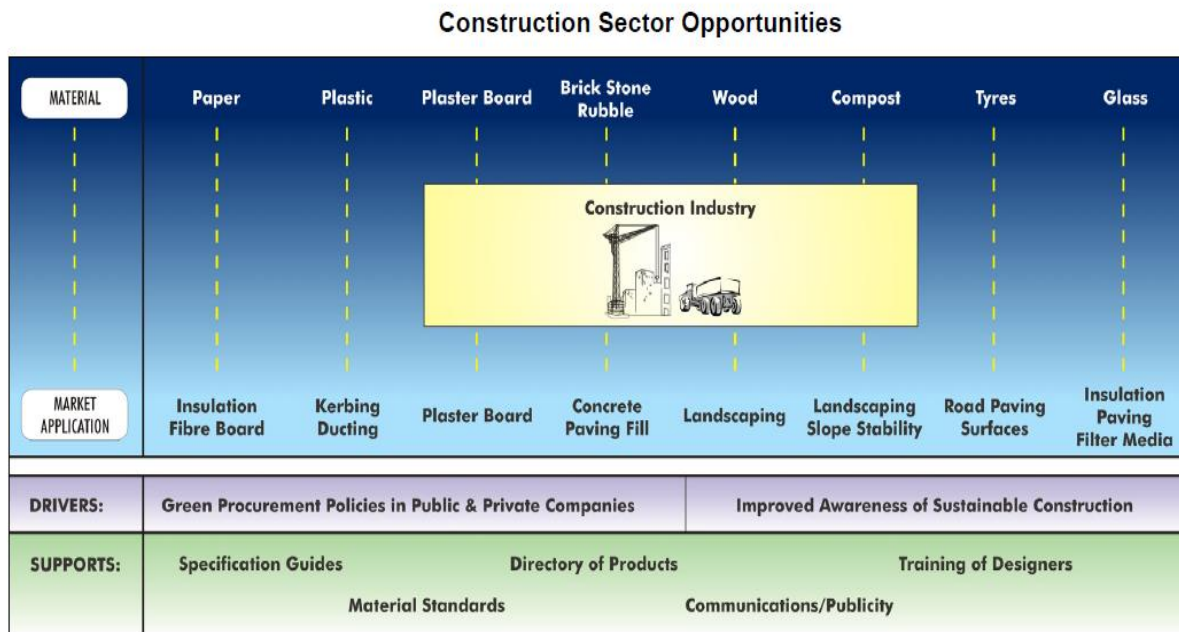 Construction Sector Opportunities
MATERIAL
Paper
Plastic
Plaster Board
Brick Stone
Rubble
Wood
Compost
Tyres
Glass
Construction Industry
MARKET
APPLICATION
Insulation
Fibre Board
Kerbing
Ducting
Plaster Board
Concrete
Paving Fill
Landscaping
Landscaping
Slope Stability
Road Paving
Surfaces
Insulation
Paving
Filter Media
DRIVERS:
Green Procurement Policies in Public & Private Companies
Improved Awareness of Sustainable Construction
SUPPORTS:
Specification Guides
Directory of Products
Training of Designers
Material Standards
Communications/Publicity